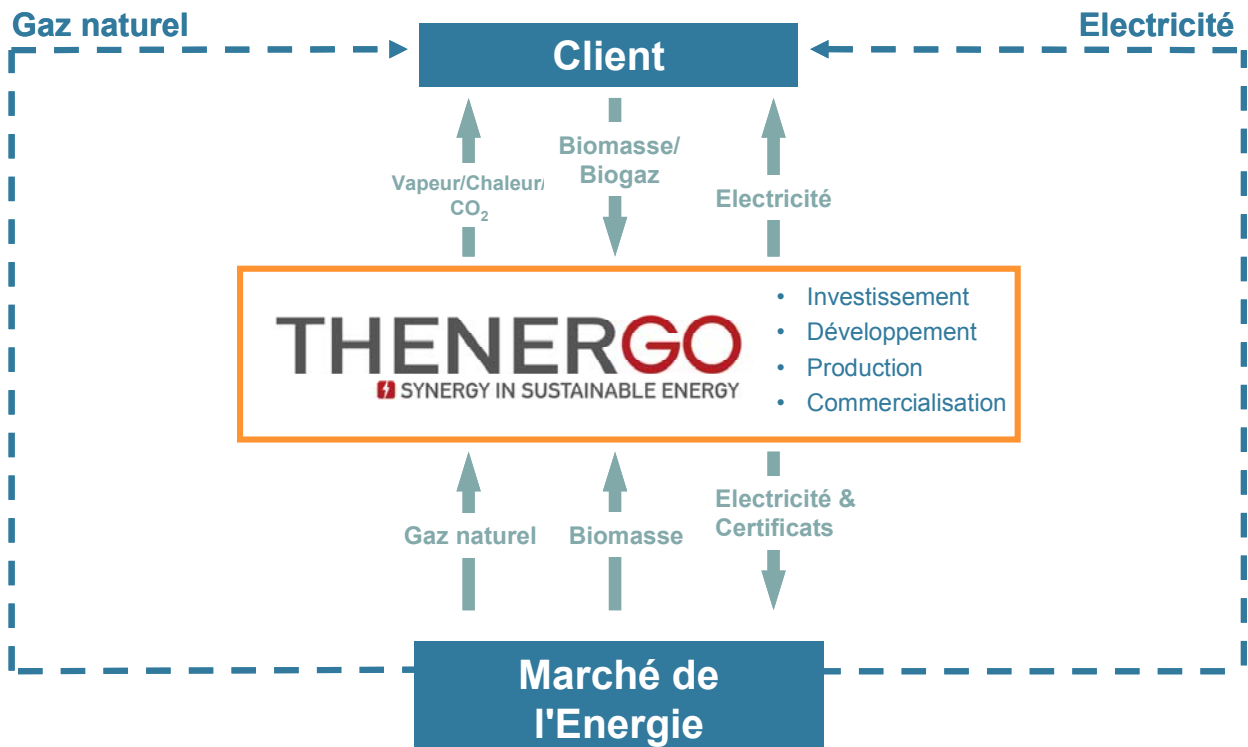 Gaz naturel
Electricité
Client
Vapeur/Chaleur/
CO₂
Biomasse/
Biogaz
Electricité
THENERGO
SYNERGY IN SUSTAINABLE ENERGY
• Investissement
• Développement
• Production
• Commercialisation
Gaz naturel
Biomasse
Electricité &
Certificats
Marché de
l'Energie